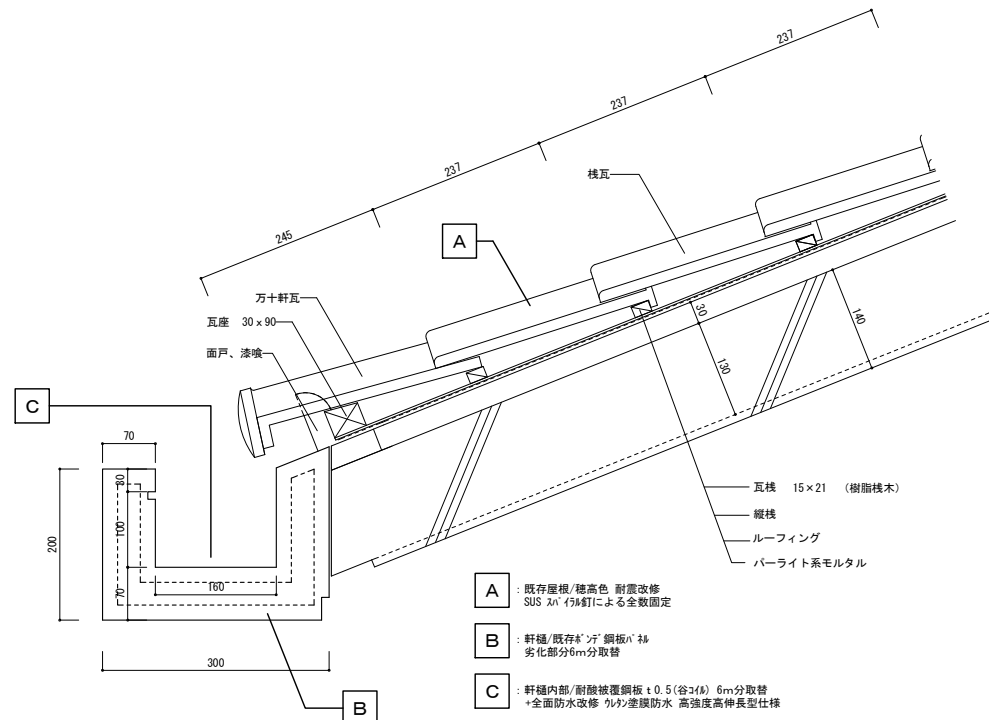 237
237
237
245
桟瓦
A
万十軒瓦
瓦座 30×90
面戸、漆喰
30
130
140
C
70
200
30
100
70
160
300
瓦桟 15×21 (樹脂桟木)
縦桟
ルーフィング
パーライト系モルタル
A : 既存屋根/穂高色 耐震改修
SUS スパイラル釘による全数固定
B : 軒樋/既存ボンデ鋼板パネル
劣化部分6m分取替
C : 軒樋内部/耐酸被覆鋼板 t0.5(谷コイル) 6m分取替
+全面防水改修 ウレタン塗膜防水 高強度高伸長型仕様
B